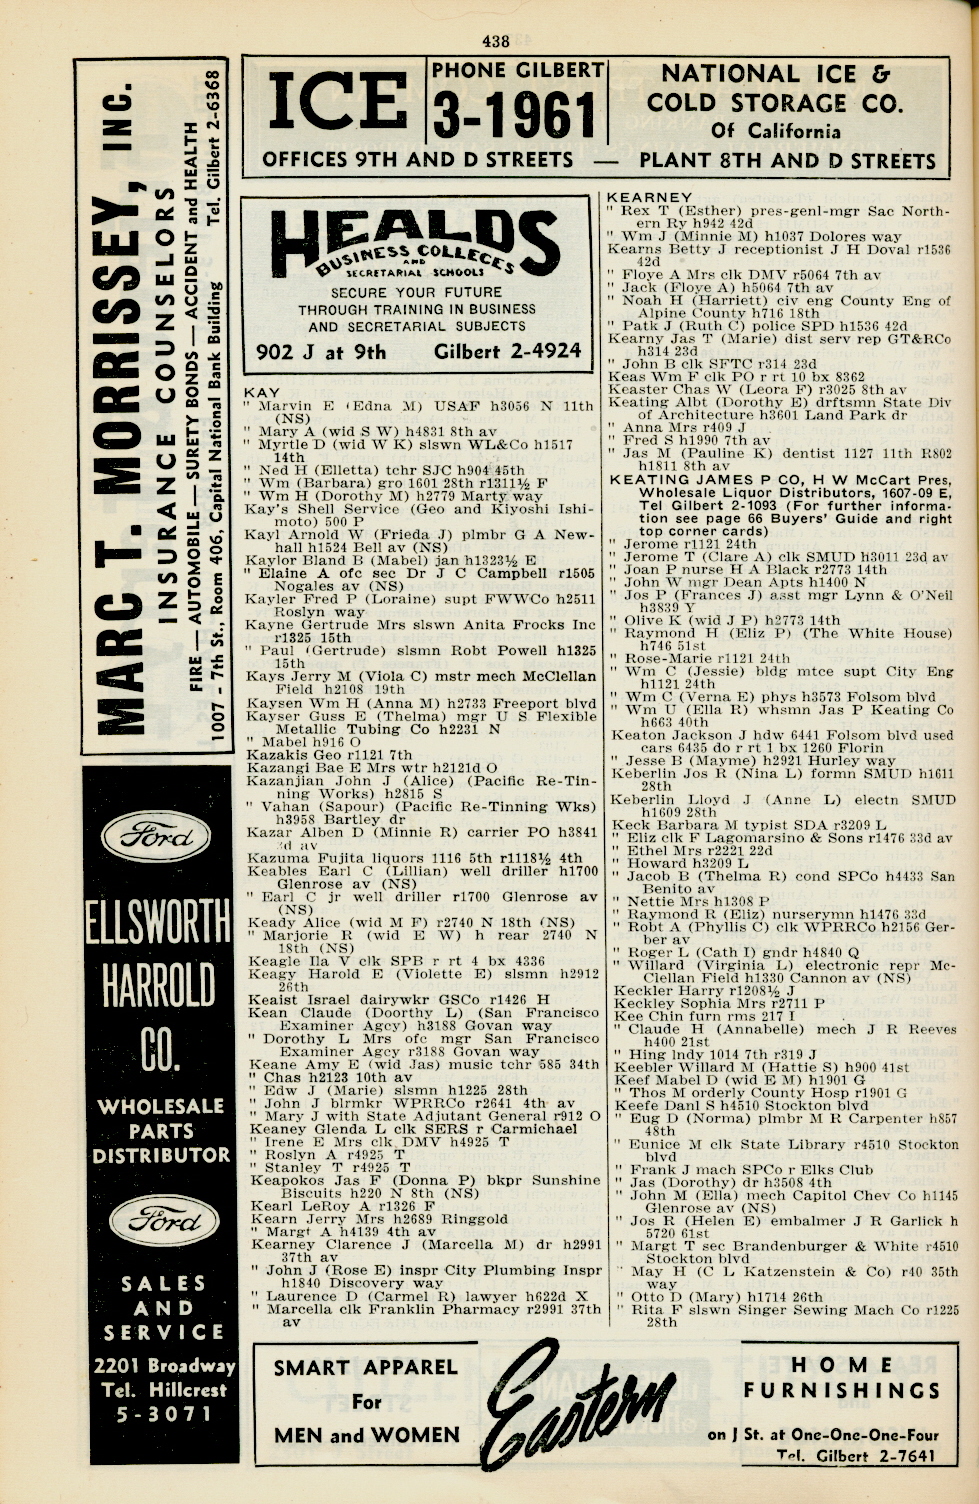 438
MARC T. MORRISSEY, INC.
INSURANCE COUNSELORS
FIRE — AUTOMOBILE — SURETY BONDS — ACCIDENT and HEALTH
1007 - 7th St., Room 406, Capital National Bank Building Tel. Gilbert 2-6368
Ford
ELLSWORTH
HARROLD
CO.
WHOLESALE
PARTS
DISTRIBUTOR
Ford
SALES
AND
SERVICE
2201 Broadway
Tel. Hillcrest
5-3071
ICE
PHONE GILBERT
3-1961
NATIONAL ICE &
COLD STORAGE CO.
Of California
OFFICES 9TH AND D STREETS — PLANT 8TH AND D STREETS
HEALDS
BUSINESS COLLEGES
AND
SECRETARIAL SCHOOLS
SECURE YOUR FUTURE
THROUGH TRAINING IN BUSINESS
AND SECRETARIAL SUBJECTS
902 J at 9th Gilbert 2-4924
KAY
" Marvin E (Edna M) USAF h3056 N 11th
(NS)
" Mary A (wid S W) h4831 8th av
" Myrtle D (wid W K) slswn WL&Co h1517
14th
" Ned H (Elletta) tchr SJC h904 45th
" Wm (Barbara) gro 1601 28th r1311½ F
" Wm H (Dorothy M) h2779 Marty way
Kay's Shell Service (Geo and Kiyoshi Ishi-
moto) 500 P
Kayl Arnold W (Frieda J) plmbr G A New-
hall h1524 Bell av (NS)
Kaylor Bland B (Mabel) jan h1323½ E
" Elaine A ofc sec Dr J C Campbell r1505
Nogales av (NS)
Kayler Fred P (Loraine) supt FWWCo h2511
Roslyn way
Kayne Gertrude Mrs slswn Anita Frocks Inc
r1325 15th
" Paul (Gertrude) slsmn Robt Powell h1325
15th
Kays Jerry M (Viola C) mstr mech McClellan
Field h2108 19th
Kaysen Wm H (Anna M) h2733 Freeport blvd
Kayser Guss E (Thelma) mgr U S Flexible
Metallic Tubing Co h2231 N
" Mabel h916 O
Kazakis Geo r1121 7th
Kazangi Bae E Mrs wtr h2121d O
Kazanjian John J (Alice) (Pacific Re-Tin-
ning Works) h2815 S
" Vahan (Sapour) (Pacific Re-Tinning Wks)
h3958 Bartley dr
Kazar Alben D (Minnie R) carrier PO h3841
av
Kazuma Fujita liquors 1116 5th r1118½ 4th
Keables Earl C (Lillian) well driller h1700
Glenrose av (NS)
" Earl C jr well driller r1700 Glenrose av
(NS)
Keady Alice (wid M F) r2740 N 18th (NS)
" Marjorie R (wid E W) h rear 2740 N
18th (NS)
Keagle Ila V clk SPB r rt 4 bx 4336
Keagy Harold E (Violette E) slsmn h2912
26th
Keaist Israel dairywkr GSCo r1426 H
Kean Claude (Doorthy L) (San Francisco
Examiner Agcy) h3188 Govan way
" Dorothy L Mrs ofc mgr San Francisco
Examiner Agcy r3188 Govan way
Keane Amy E (wid Jas) music tchr 585 34th
" Chas h2123 10th av
" Edw J (Marie) slsmn h1225 28th
" John J blrmkr WPRRCo r2641 4th av
" Mary J with State Adjutant General r912 O
Keaney Glenda L clk SERS r Carmichael
" Irene E Mrs clk DMV h4925 T
" Roslyn A r4925 T
" Stanley T r4925 T
Keapokos Jas F (Donna P) bkpr Sunshine
Biscuits h220 N 8th (NS)
Kearl LeRoy A r1326 F
Kearn Jerry Mrs h2689 Ringgold
" Margt A h4139 4th av
Kearney Clarence J (Marcella M) dr h2991
37th av
" John J (Rose E) inspr City Plumbing Inspr
h1840 Discovery way
" Laurence D (Carmel R) lawyer h622d X
" Marcella clk Franklin Pharmacy r2991 37th
av
KEARNEY
" Rex T (Esther) pres-genl-mgr Sac North-
ern Ry h942 42d
" Wm J (Minnie M) h1037 Dolores way
Kearns Betty J receptionist J H Doval r1536
42d
" Floye A Mrs clk DMV r5064 7th av
" Jack (Floye A) h5064 7th av
" Noah H (Harriett) civ eng County Eng of
Alpine County h716 18th
" Patk J (Ruth C) police SPD h1536 42d
Kearny Jas T (Marie) dist serv rep GT&RCo
h314 23d
" John B clk SFTC r314 23d
Keas Wm F clk PO r rt 10 bx 8362
Keaster Chas W (Leora F) r3025 8th av
Keating Albt (Dorothy E) drftsmn State Div
of Architecture h3601 Land Park dr
" Anna Mrs r409 J
" Fred S h1990 7th av
" Jas M (Pauline K) dentist 1127 11th R802
h1811 8th av
KEATING JAMES P CO, H W McCart Pres,
Wholesale Liquor Distributors, 1607-09 E,
Tel Gilbert 2-1093 (For further informa-
tion see page 66 Buyers' Guide and right
top corner cards)
" Jerome r1121 24th
" Jerome T (Clare A) clk SMUD h3011 23d av
" Joan P nurse H A Black r2773 14th
" John W mgr Dean Apts h1400 N
" Jos P (Frances J) asst mgr Lynn & O'Neil
h3839 Y
" Olive K (wid J P) h2773 14th
" Raymond H (Eliz P) (The White House)
h746 51st
" Rose-Marie r1121 24th
" Wm C (Jessie) bldg mtce supt City Eng
h1121 24th
" Wm C (Verna E) phys h3573 Folsom blvd
" Wm U (Ella R) whsmn Jas P Keating Co
h663 40th
Keaton Jackson J hdw 6441 Folsom blvd used
cars 6435 do r rt 1 bx 1260 Florin
" Jesse B (Mayme) h2921 Hurley way
Keberlin Jos R (Nina L) formn SMUD h1611
28th
Keberlin Lloyd J (Anne L) electn SMUD
h1609 28th
Keck Barbara M typist SDA r3209 L
" Eliz clk F Lagomarsino & Sons r1476 33d av
" Ethel Mrs r2221 22d
" Howard h3209 L
" Jacob B (Thelma R) cond SPCo h4433 San
Benito av
" Nettie Mrs h1308 P
" Raymond R (Eliz) nurserymn h1476 33d
" Robt A (Phyllis C) clk WPRRCo h2156 Ger-
ber av
" Roger L (Cath I) gndr h4840 Q
" Willard (Virginia L) electronic repr Mc-
Clellan Field h1330 Cannon av (NS)
Keckler Harry r1208½ J
Keckley Sophia Mrs r2711 P
Kee Chin furn rms 217 I
" Claude H (Annabelle) mech J R Reeves
h400 21st
" Hing lndy 1014 7th r319 J
Keebler Willard M (Hattie S) h900 41st
Keef Mabel D (wid E M) h1901 G
" Thos M orderly County Hosp r1901 G
Keefe Danl S h4510 Stockton blvd
" Eug D (Norma) plmbr M R Carpenter h857
48th
" Eunice M clk State Library r4510 Stockton
blvd
" Frank J mach SPCo r Elks Club
" Jas (Dorothy) dr h3508 4th
" John M (Ella) mech Capitol Chev Co h1145
Glenrose av (NS)
" Jos R (Helen E) embalmer J R Garlick h
5720 61st
" Margt T sec Brandenburger & White r4510
Stockton blvd
" May H (C L Katzenstein & Co) r40 35th
way
" Otto D (Mary) h1714 26th
" Rita F slswn Singer Sewing Mach Co r1225
28th
SMART APPAREL
For
MEN and WOMEN
Eastern
HOME
FURNISHINGS
on J St. at One-One-One-Four
Tel. Gilbert 2-7641